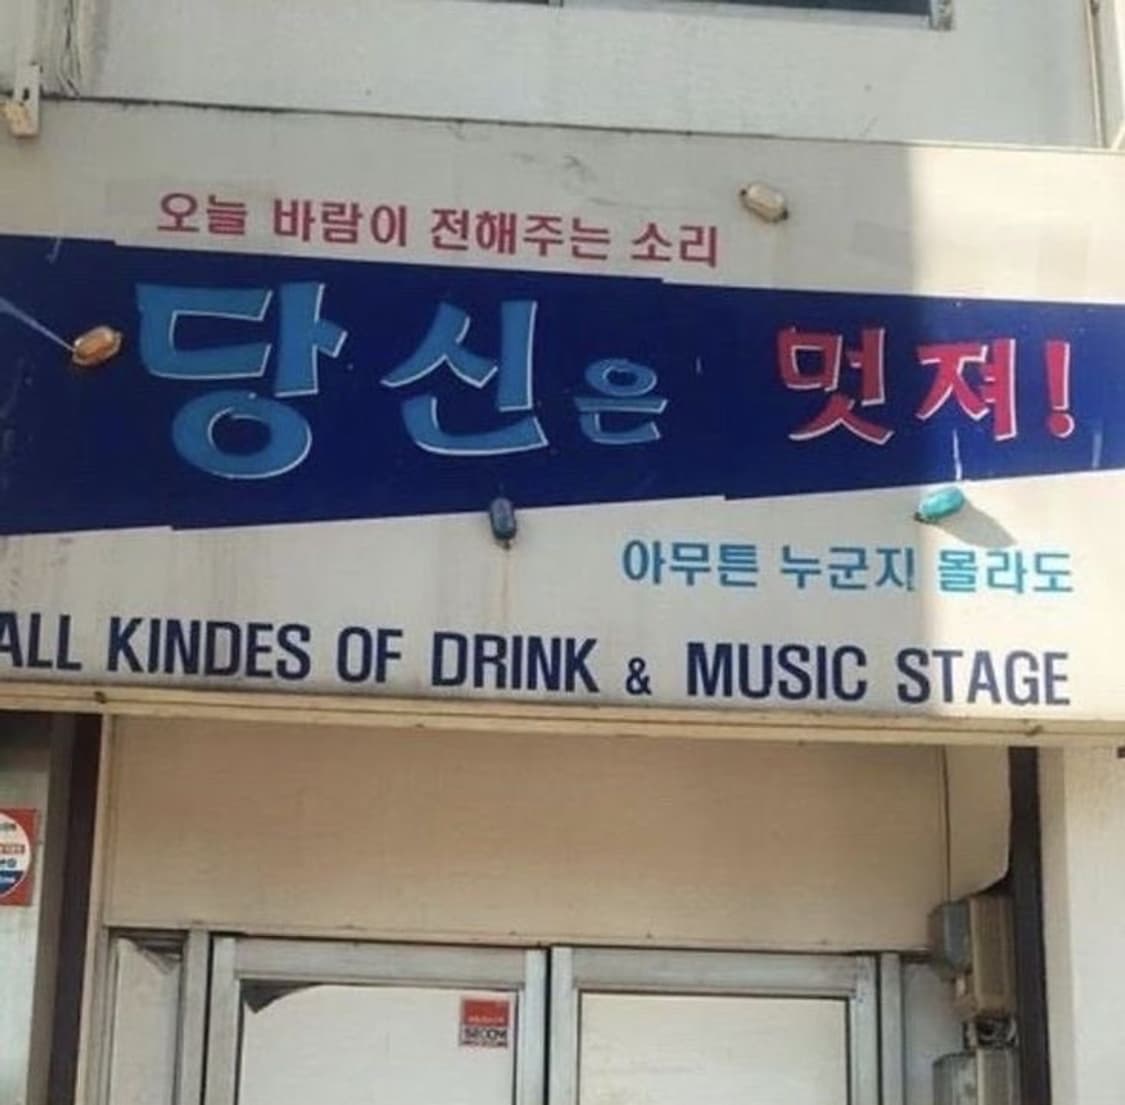 오늘 바람이 전해주는 소리
당신은 멋져!
아무튼 누군지 몰라도
ALL KINDES OF DRINK & MUSIC STAGE
SECOM